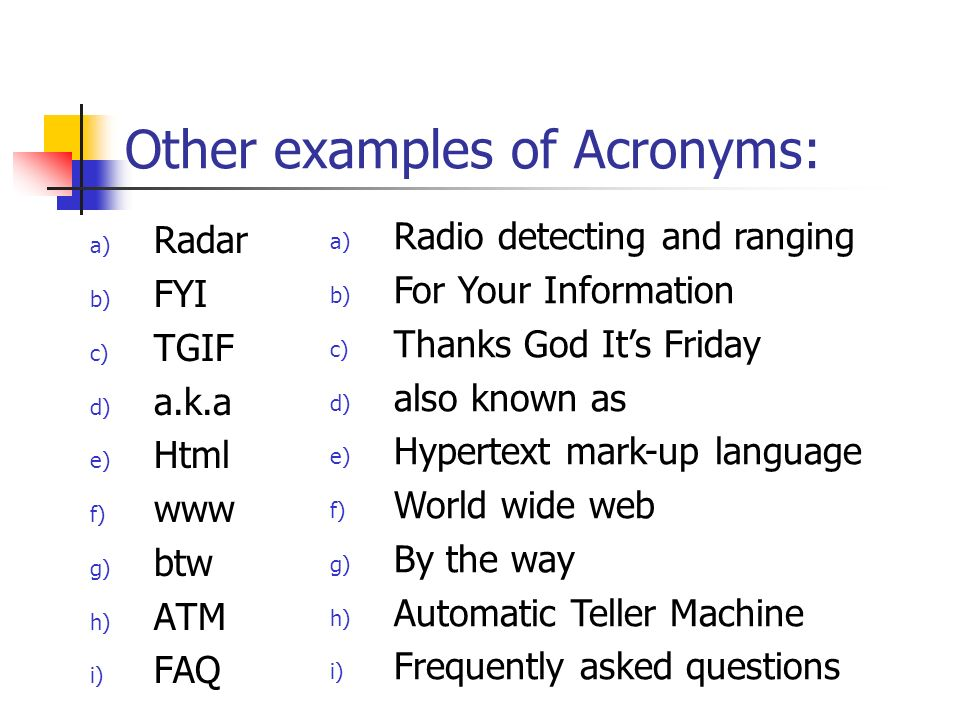 Other examples of Acronyms:
a) Radar
b) FYI
c) TGIF
d) a.k.a
e) Html
f) www
g) btw
h) ATM
i) FAQ
a) Radio detecting and ranging
b) For Your Information
c) Thanks God It’s Friday
d) also known as
e) Hypertext mark-up language
f) World wide web
g) By the way
h) Automatic Teller Machine
i) Frequently asked questions